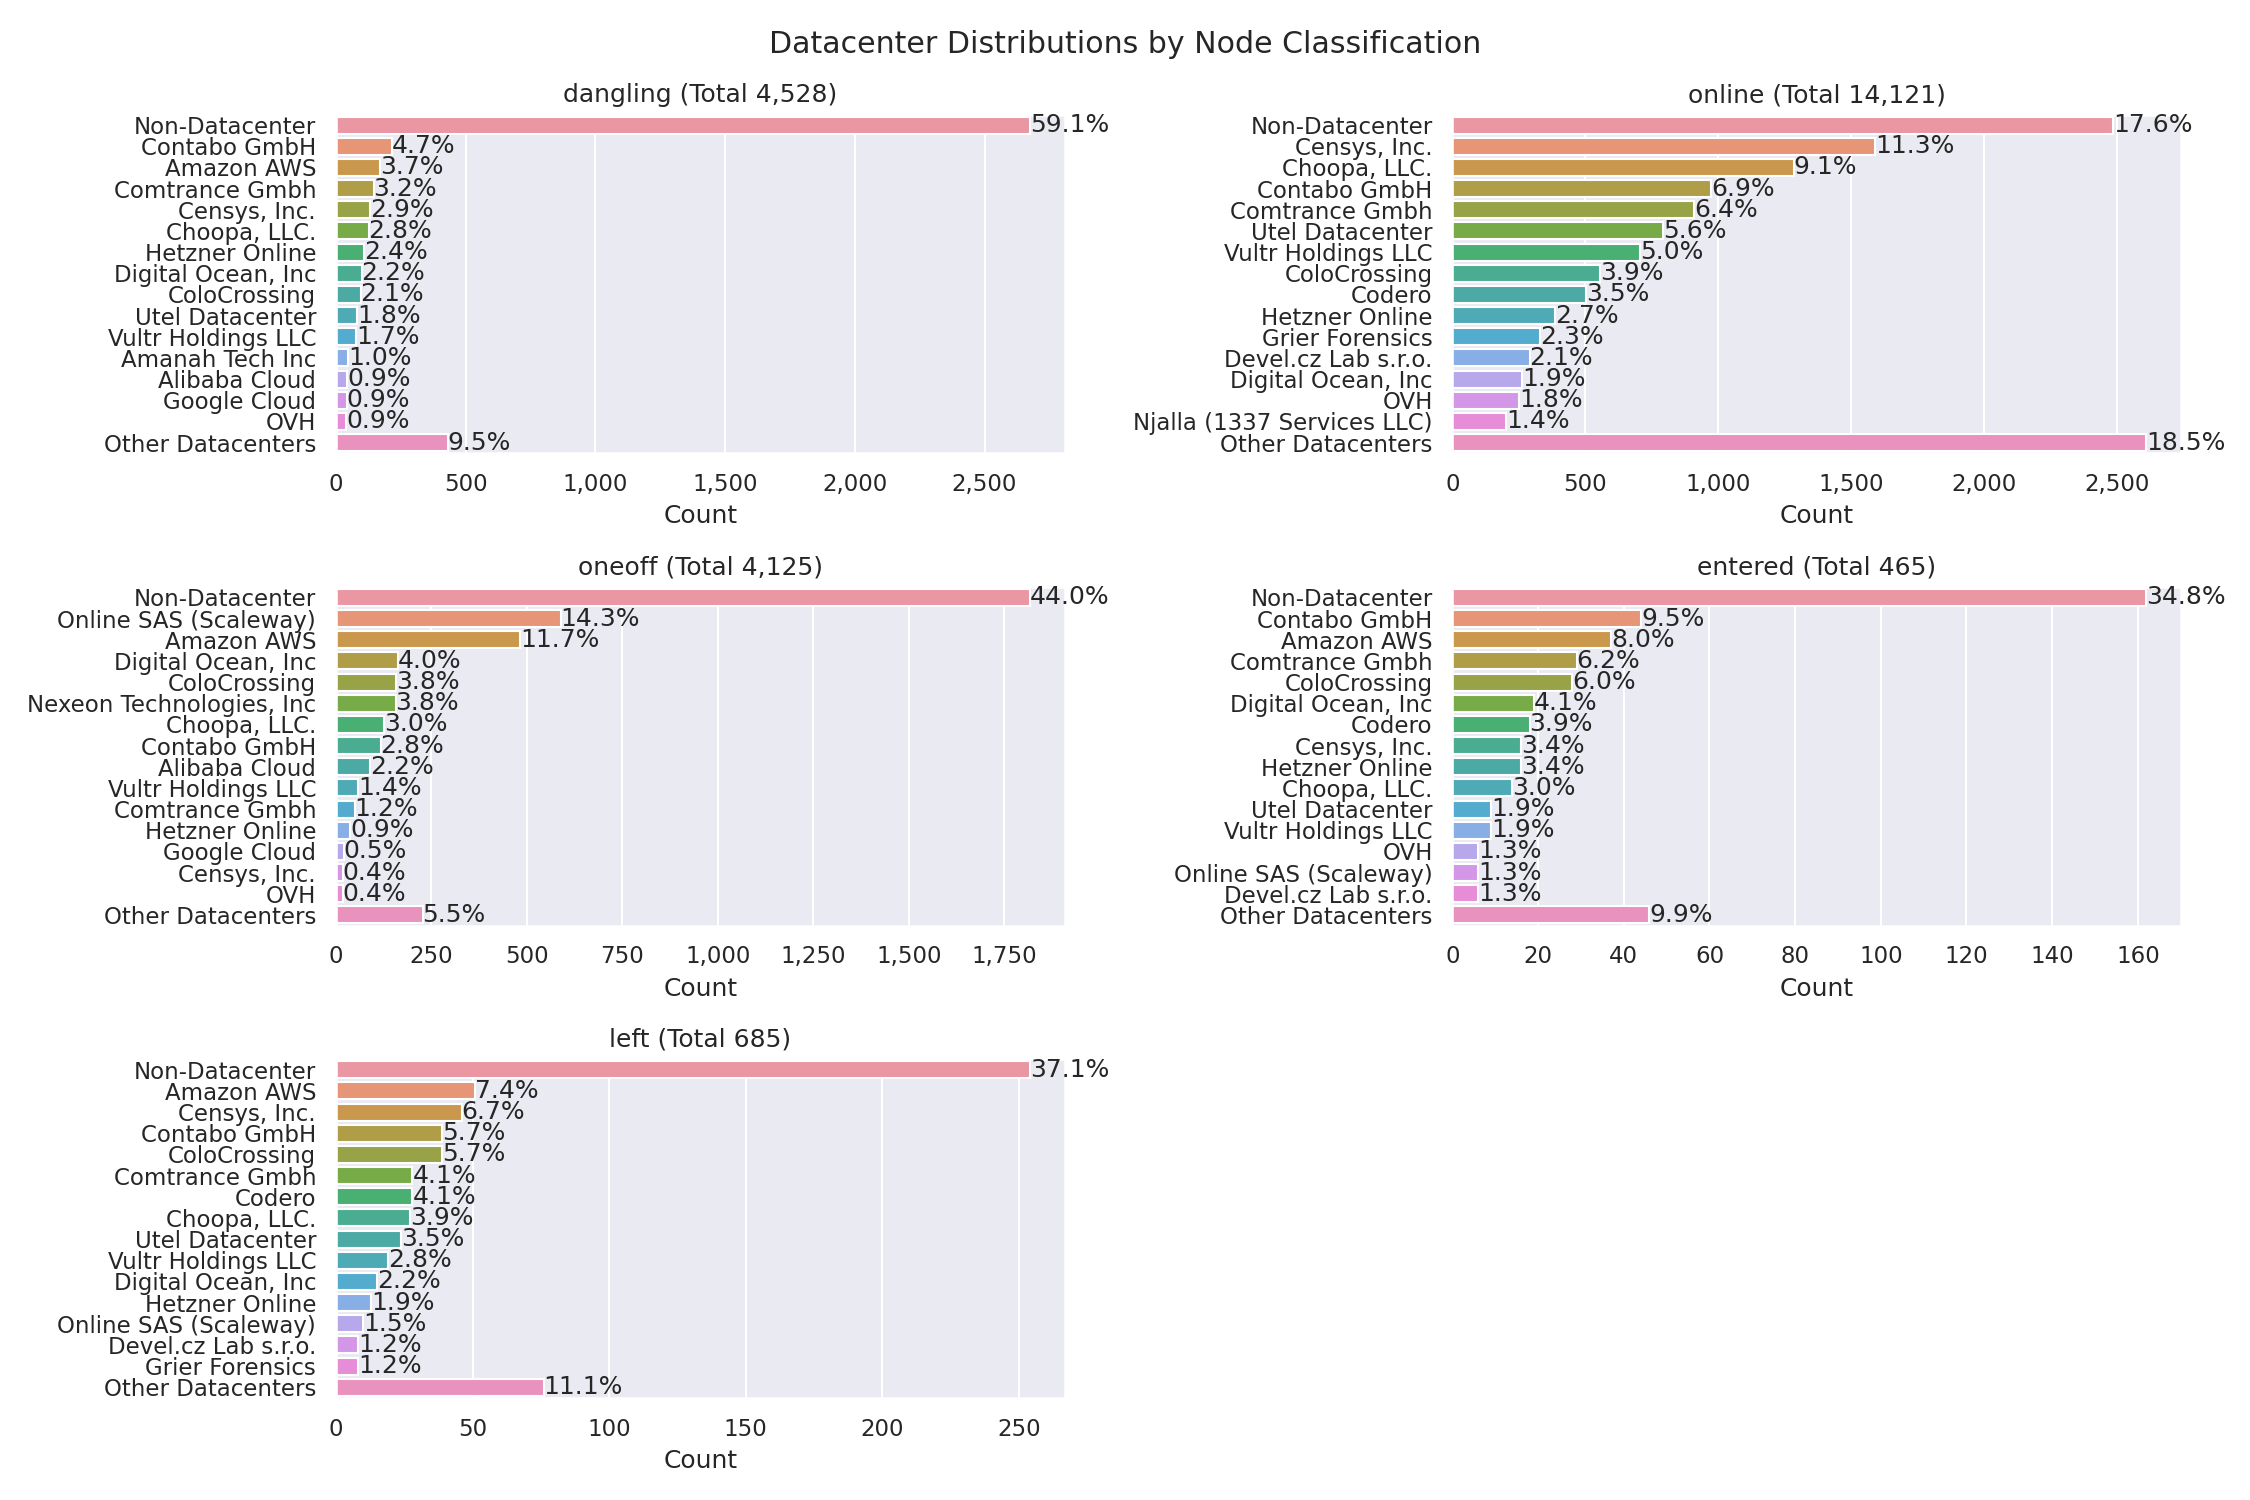 Datacenter Distributions by Node Classification
dangling (Total 4,528)
Non-Datacenter 59.1%
Contabo GmbH 4.7%
Amazon AWS 3.7%
Comtrance Gmbh 3.2%
Censys, Inc. 2.9%
Choopa, LLC. 2.8%
Hetzner Online 2.4%
Digital Ocean, Inc 2.2%
ColoCrossing 2.1%
Utel Datacenter 1.8%
Vultr Holdings LLC 1.7%
Amanah Tech Inc 1.0%
Alibaba Cloud 0.9%
Google Cloud 0.9%
OVH 0.9%
Other Datacenters 9.5%
0 500 1,000 1,500 2,000 2,500
Count
online (Total 14,121)
Non-Datacenter 17.6%
Censys, Inc. 11.3%
Choopa, LLC. 9.1%
Contabo GmbH 6.9%
Comtrance Gmbh 6.4%
Utel Datacenter 5.6%
Vultr Holdings LLC 5.0%
ColoCrossing 3.9%
Codero 3.5%
Hetzner Online 2.7%
Grier Forensics 2.3%
Devel.cz Lab s.r.o. 2.1%
Digital Ocean, Inc 1.9%
OVH 1.8%
Njalla (1337 Services LLC) 1.4%
Other Datacenters 18.5%
0 500 1,000 1,500 2,000 2,500
Count
oneoff (Total 4,125)
Non-Datacenter 44.0%
Online SAS (Scaleway) 14.3%
Amazon AWS 11.7%
Digital Ocean, Inc 4.0%
ColoCrossing 3.8%
Nexeon Technologies, Inc 3.8%
Choopa, LLC. 3.0%
Contabo GmbH 2.8%
Alibaba Cloud 2.2%
Vultr Holdings LLC 1.4%
Comtrance Gmbh 1.2%
Hetzner Online 0.9%
Google Cloud 0.5%
Censys, Inc. 0.4%
OVH 0.4%
Other Datacenters 5.5%
0 250 500 750 1,000 1,250 1,500 1,750
Count
entered (Total 465)
Non-Datacenter 34.8%
Contabo GmbH 9.5%
Amazon AWS 8.0%
Comtrance Gmbh 6.2%
ColoCrossing 6.0%
Digital Ocean, Inc 4.1%
Codero 3.9%
Censys, Inc. 3.4%
Hetzner Online 3.4%
Choopa, LLC. 3.0%
Utel Datacenter 1.9%
Vultr Holdings LLC 1.9%
OVH 1.3%
Online SAS (Scaleway) 1.3%
Devel.cz Lab s.r.o. 1.3%
Other Datacenters 9.9%
0 20 40 60 80 100 120 140 160
Count
left (Total 685)
Non-Datacenter 37.1%
Amazon AWS 7.4%
Censys, Inc. 6.7%
Contabo GmbH 5.7%
ColoCrossing 5.7%
Comtrance Gmbh 4.1%
Codero 4.1%
Choopa, LLC. 3.9%
Utel Datacenter 3.5%
Vultr Holdings LLC 2.8%
Digital Ocean, Inc 2.2%
Hetzner Online 1.9%
Online SAS (Scaleway) 1.5%
Devel.cz Lab s.r.o. 1.2%
Grier Forensics 1.2%
Other Datacenters 11.1%
0 50 100 150 200 250
Count